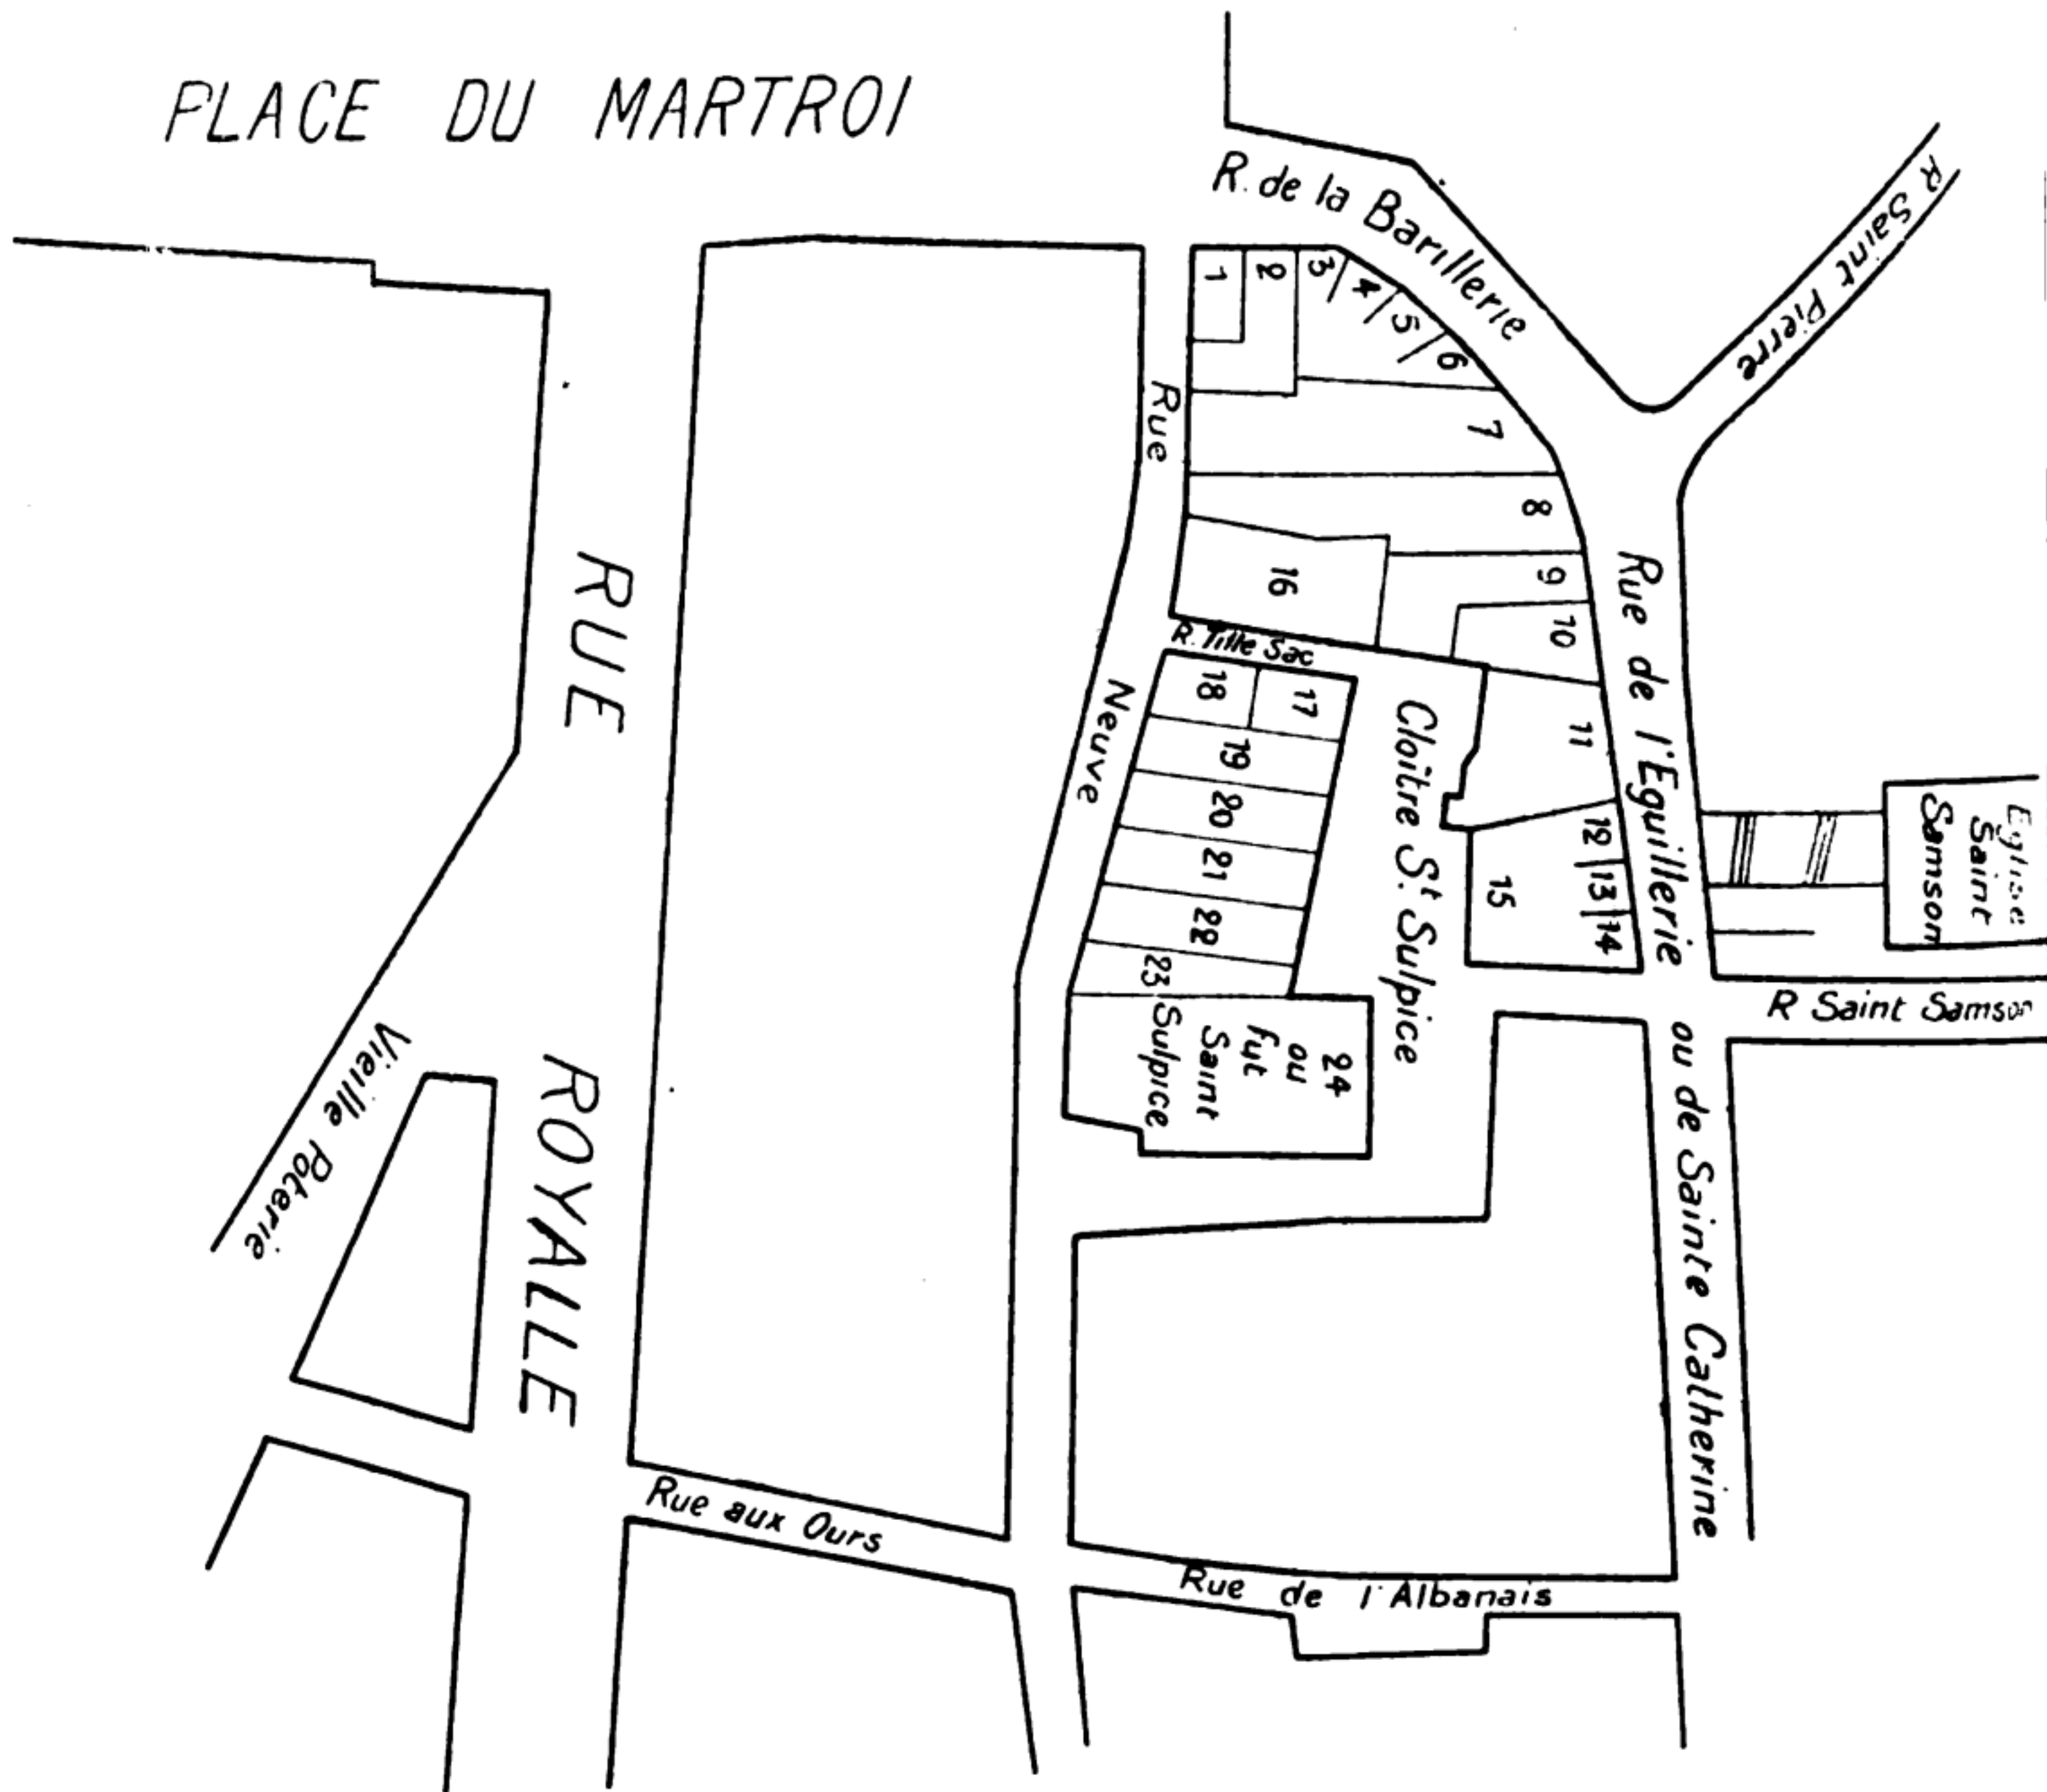 PLACE DU MARTROI
R. de la Barillerie
R Saint Pierre
1
2
3
4
5
6
7
8
9
10
11
12
13
14
15
16
17
18
19
20
21
22
23
24
ou
fut
Saint
Sulpice
Rue
Neuve
R. Tille Sac
Cloître St. Sulpice
Rue de l'Eguillerie
ou de Sainte Catherine
Eglise
Saint
Samson
R Saint Samson
RUE
ROYALLE
Vieille Poterie
Rue aux Ours
Rue de l'Albanais